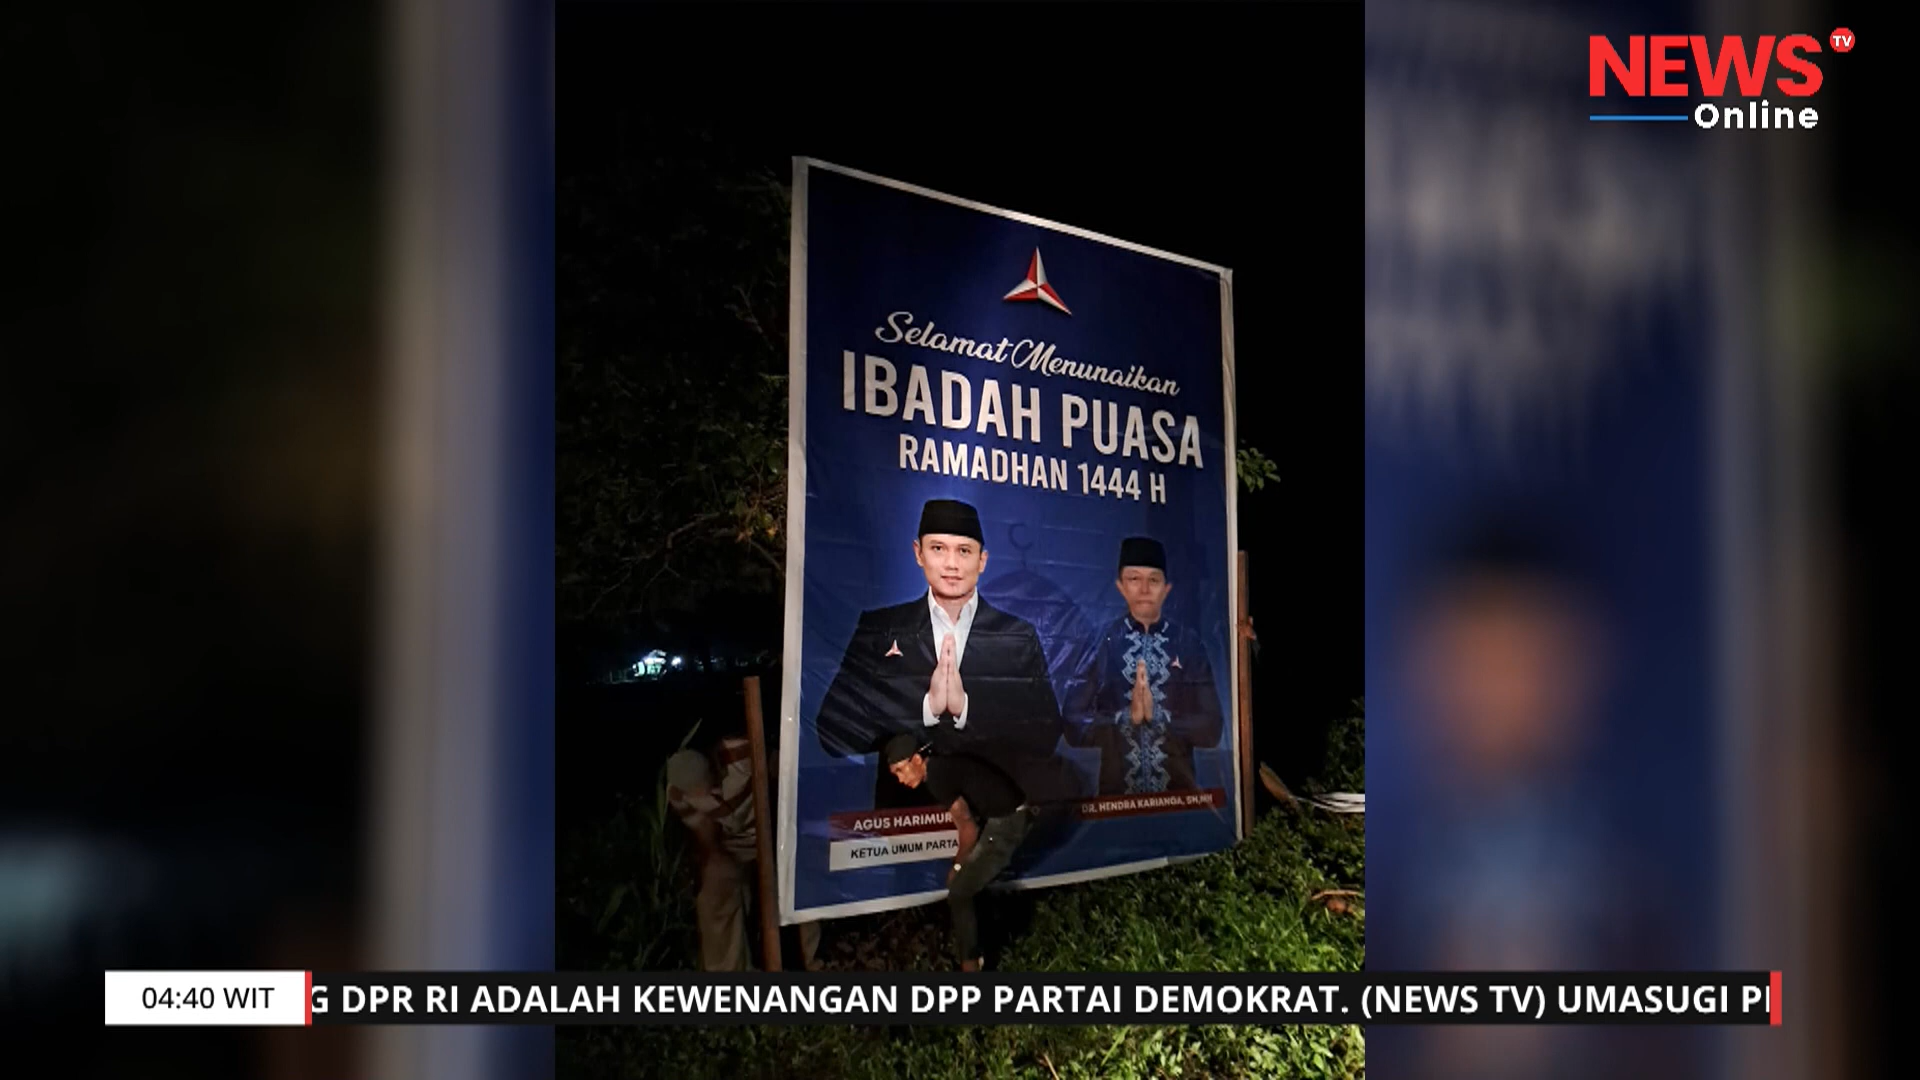 NEWS TV
Online
Selamat Menunaikan
IBADAH PUASA
RAMADHAN 1444 H
AGUS HARIMUR
DR. HENDRA KARIANGA, SH,MH
KETUA UMUM PARTA
04:40 WIT
G DPR RI ADALAH KEWENANGAN DPP PARTAI DEMOKRAT. (NEWS TV) UMASUGI PI